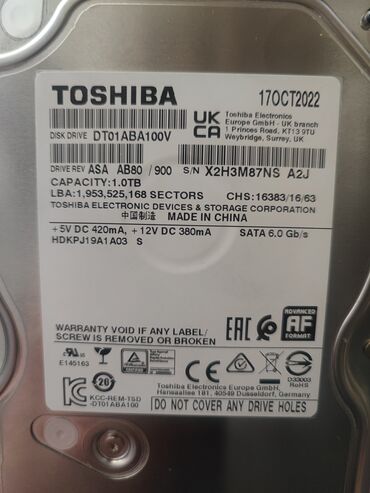 TOSHIBA
17OCT2022
DISK DRIVE DT01ABA100V
UK
CA
Toshiba Electronics
Europe GmbH - UK branch
1 Princes Road, KT13 9TU
Weybridge, Surrey, UK
DRIVE REV ASA AB80 / 900 S/N X2H3M87NS A2J
CAPACITY:1.0TB
LBA:1,953,525,168 SECTORS CHS:16383/16/63
TOSHIBA ELECTRONIC DEVICES & STORAGE CORPORATION
中国制造 MADE IN CHINA
+5V DC 420mA, +12V DC 380mA SATA 6.0 Gb/s
HDKPJ19A1A03 S
WARRANTY VOID IF ANY LABEL/
SCREW IS REMOVED OR BROKEN
EAC
20
ADVANCED
AF
FORMAT
E145163
D33003
RoHS
KCC-REM-TSD
-DT01ABA100
Toshiba Electronics Europe GmbH.
Hansaallee 181, 40549 Düsseldorf, Germany
DO NOT COVER ANY DRIVE HOLES